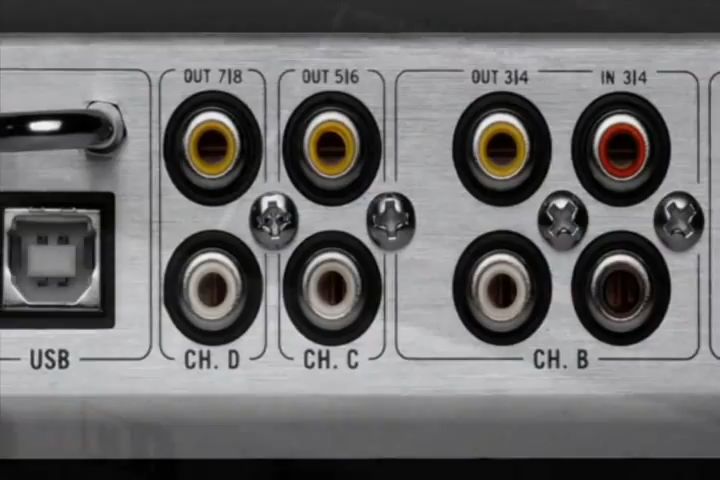 OUT 7|8
OUT 5|6
OUT 3|4
IN 3|4
USB
CH. D
CH. C
CH. B